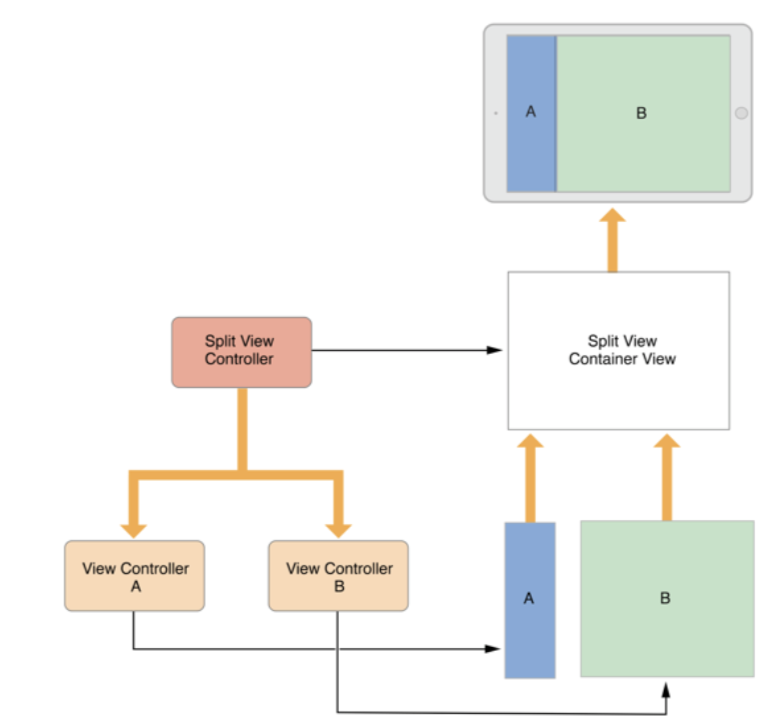 A
B
Split View
Controller
Split View
Container View
View Controller
A
View Controller
B
A
B